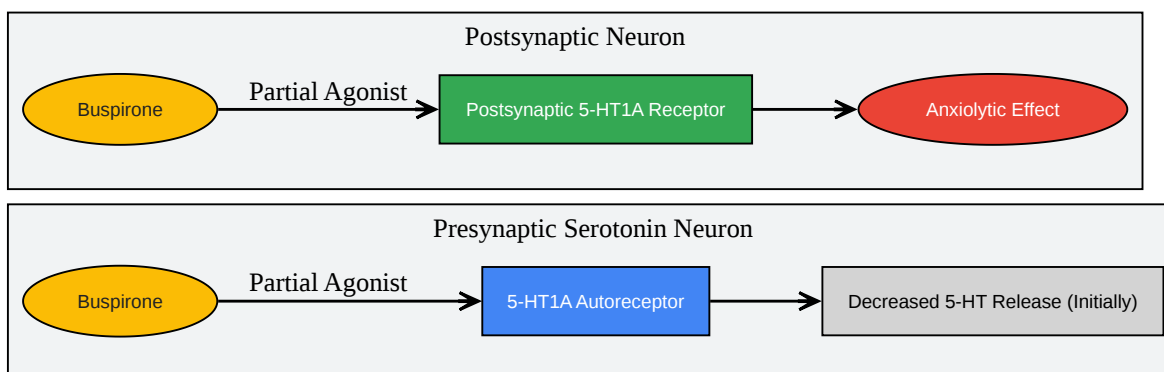 Postsynaptic Neuron
Buspirone
Partial Agonist
Postsynaptic 5-HT1A Receptor
Anxiolytic Effect
Presynaptic Serotonin Neuron
Buspirone
Partial Agonist
5-HT1A Autoreceptor
Decreased 5-HT Release (Initially)